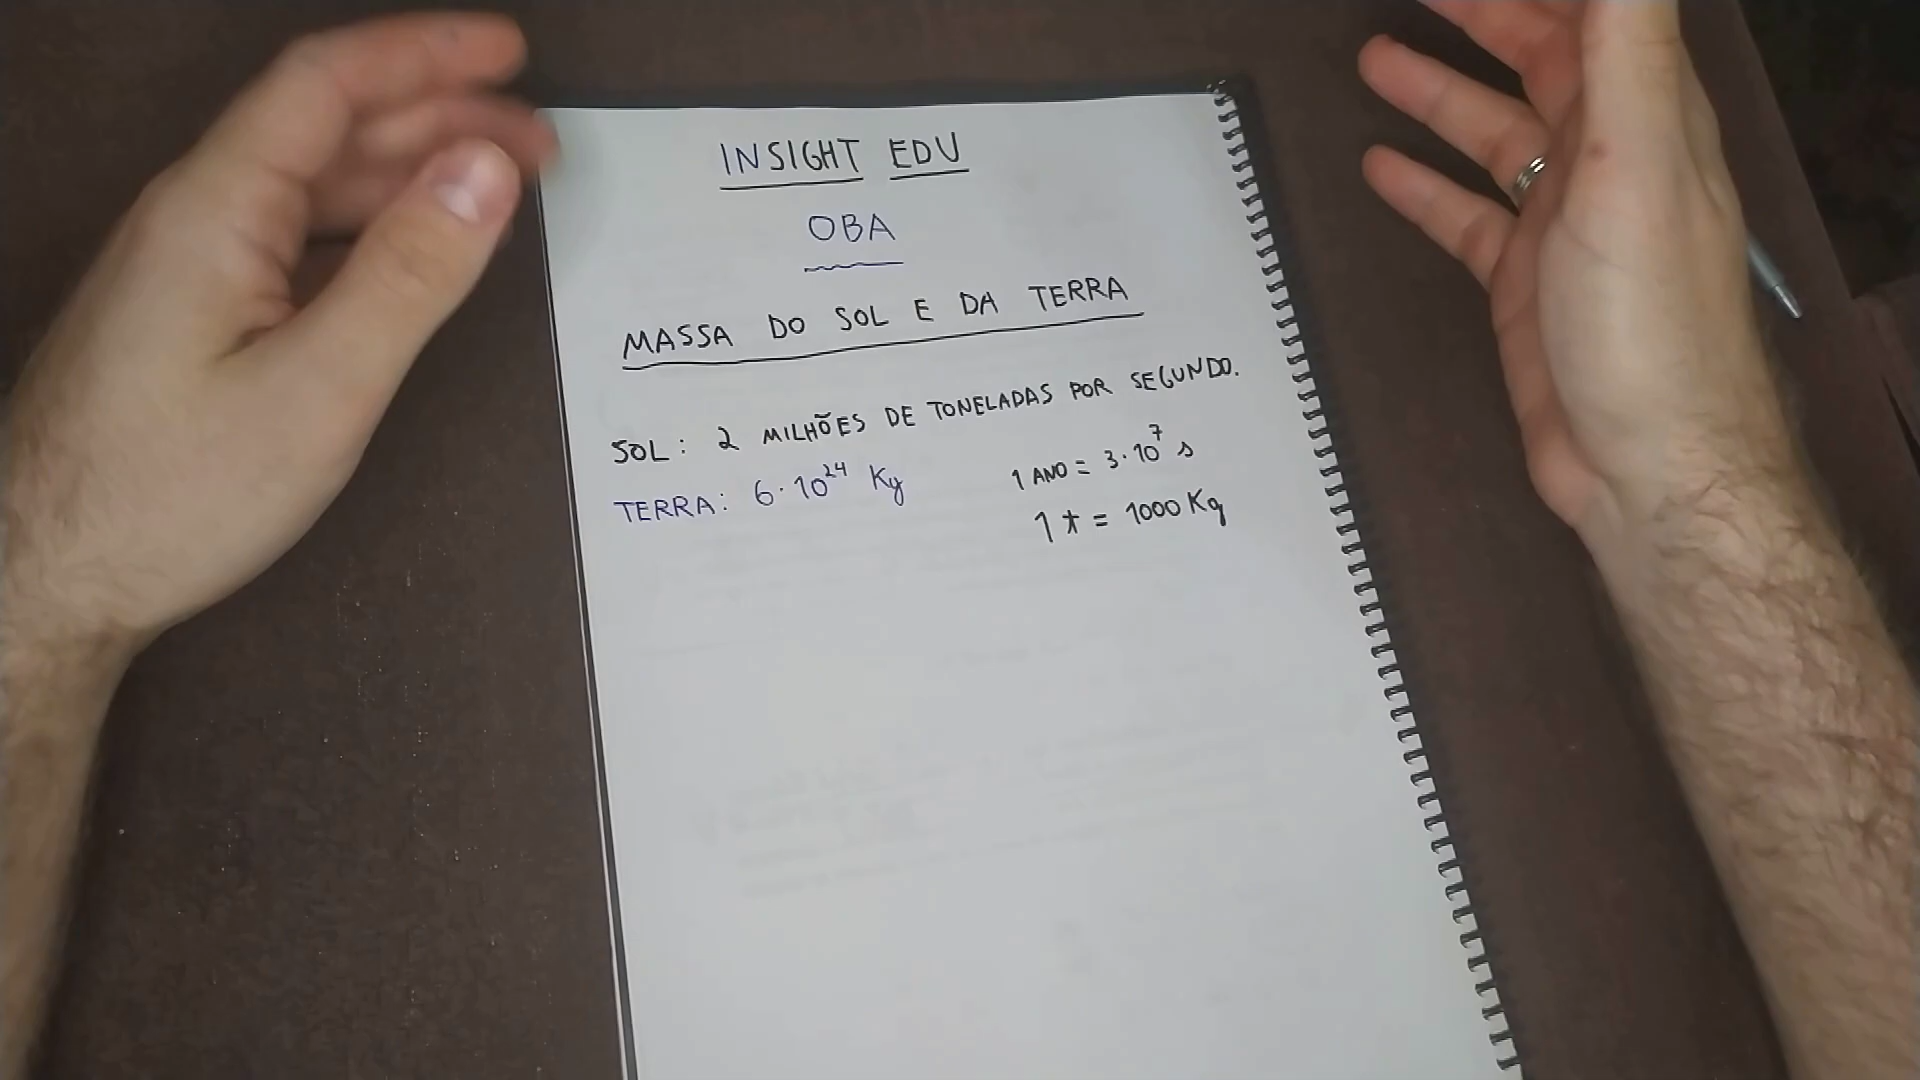 INSIGHT EDU
OBA
MASSA DO SOL E DA TERRA
SOL: 2 MILHÕES DE TONELADAS POR SEGUNDO.
TERRA: 6·10²⁴ Kg
1 ANO = 3·10⁷ s
1 t = 1000 Kg